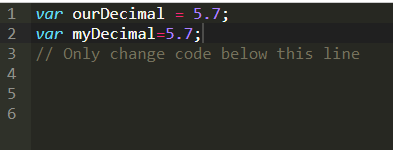 1 var ourDecimal = 5.7;
2 var myDecimal=5.7;
3 // Only change code below this line
4
5
6